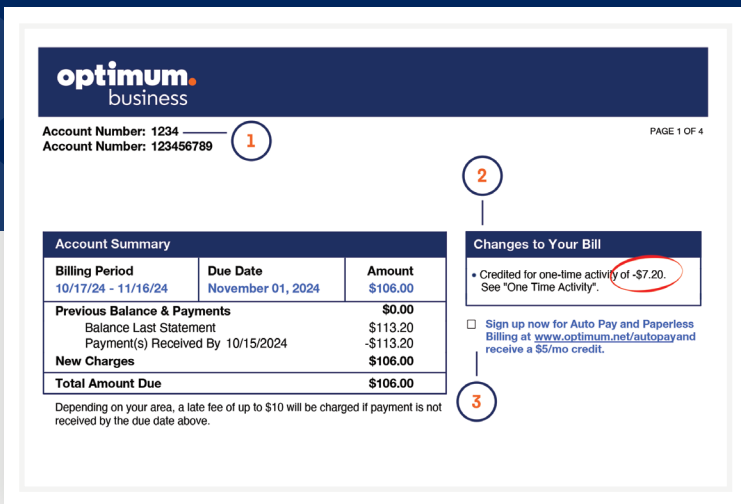 optimum.
business
Account Number: 1234
Account Number: 123456789
1
PAGE 1 OF 4
2
Account Summary
Billing Period Due Date Amount
10/17/24 - 11/16/24 November 01, 2024 $106.00
Previous Balance & Payments $0.00
Balance Last Statement $113.20
Payment(s) Received By 10/15/2024 -$113.20
New Charges $106.00
Total Amount Due $106.00
Depending on your area, a late fee of up to $10 will be charged if payment is not
received by the due date above.
Changes to Your Bill
• Credited for one-time activity of -$7.20.
See "One Time Activity".
Sign up now for Auto Pay and Paperless
Billing at www.optimum.net/autopayand
receive a $5/mo credit.
3